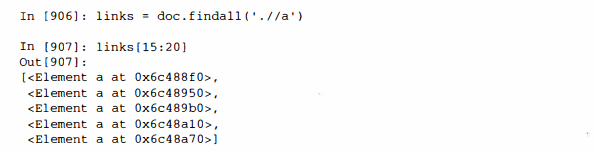 In [906]: links = doc.findall('.//a')
In [907]: links[15:20]
Out[907]:
[<Element a at 0x6c488f0>,
<Element a at 0x6c48950>,
<Element a at 0x6c489b0>,
<Element a at 0x6c48a10>,
<Element a at 0x6c48a70>]